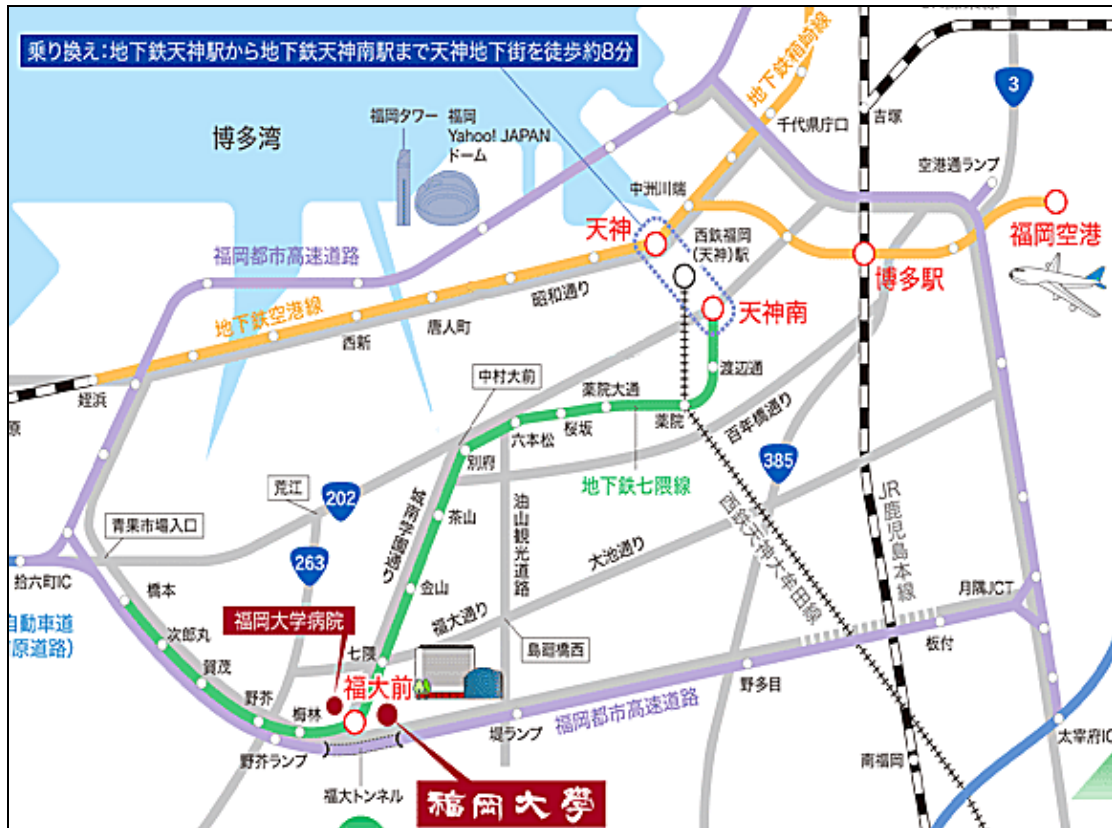 乗り換え：地下鉄天神駅から地下鉄天神南駅まで天神地下街を徒歩約8分
地下鉄箱崎線
3
吉塚
千代県庁口
博多湾
福岡タワー
福岡
Yahoo! JAPAN
ドーム
空港通ランプ
中洲川端
天神
西鉄福岡
(天神)駅
福岡空港
博多駅
福岡都市高速道路
昭和通り
地下鉄空港線
唐人町
西新
天神南
姪浜
原
中村大前
渡辺通
薬院大通
薬院
桜坂
六本松
別府
百年橋通り
385
地下鉄七隈線
荒江
202
茶山
油山観光道路
西鉄天神大牟田線
JR鹿児島本線
青果市場入口
263
大池通り
拾六町IC
橋本
金山
月隈JCT
自動車道
原道路)
福岡大学病院
福大通り
次郎丸
七隈
島廻橋西
板付
賀茂
福大前
野多目
野芥
梅林
福岡都市高速道路
堤ランプ
太宰府IC
野芥ランプ
南福岡
福大トンネル
福岡大學